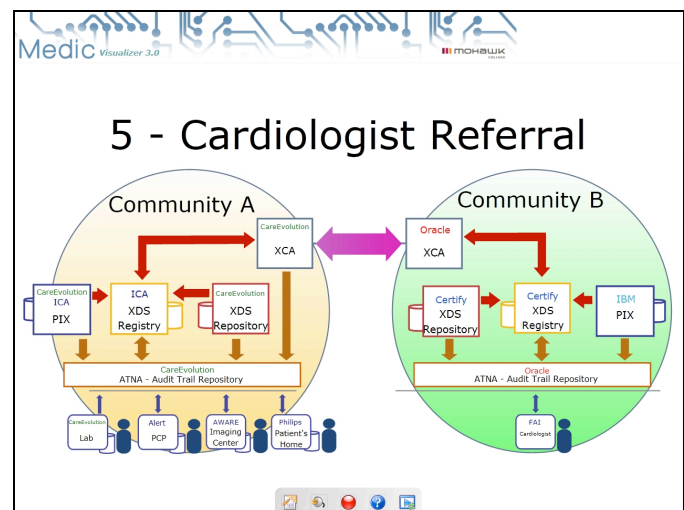 Medic Visualizer 3.0
MOHAWK
COLLEGE
5 - Cardiologist Referral
Community A
CareEvolution
XCA
CareEvolution
ICA
PIX
ICA
XDS
Registry
CareEvolution
XDS
Repository
CareEvolution
ATNA - Audit Trail Repository
CareEvolution
Lab
Alert
PCP
AWARE
Imaging
Center
Philips
Patient's
Home
Community B
Oracle
XCA
Certify
XDS
Repository
Certify
XDS
Registry
IBM
PIX
Oracle
ATNA - Audit Trail Repository
FAI
Cardiologist